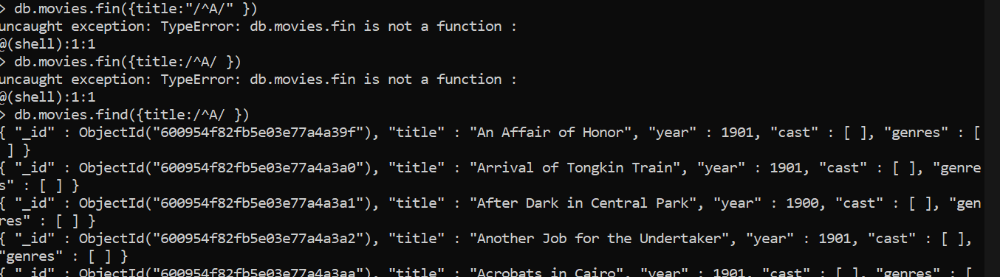 > db.movies.fin({title:"/^A/" })
uncaught exception: TypeError: db.movies.fin is not a function :
@(shell):1:1
> db.movies.fin({title:/^A/ })
uncaught exception: TypeError: db.movies.fin is not a function :
@(shell):1:1
> db.movies.find({title:/^A/ })
{ "_id" : ObjectId("600954f82fb5e03e77a4a39f"), "title" : "An Affair of Honor", "year" : 1901, "cast" : [ ], "genres" : [
 ] }
{ "_id" : ObjectId("600954f82fb5e03e77a4a3a0"), "title" : "Arrival of Tongkin Train", "year" : 1901, "cast" : [ ], "genre
s" : [ ] }
{ "_id" : ObjectId("600954f82fb5e03e77a4a3a1"), "title" : "After Dark in Central Park", "year" : 1900, "cast" : [ ], "gen
res" : [ ] }
{ "_id" : ObjectId("600954f82fb5e03e77a4a3a2"), "title" : "Another Job for the Undertaker", "year" : 1901, "cast" : [ ],
"genres" : [ ] }
{ "_id" : ObjectId("600954f82fb5e03e77a4a3aa"), "title" : "Acrobats in Cairo", "year" : 1901, "cast" : [ ], "genres" : [